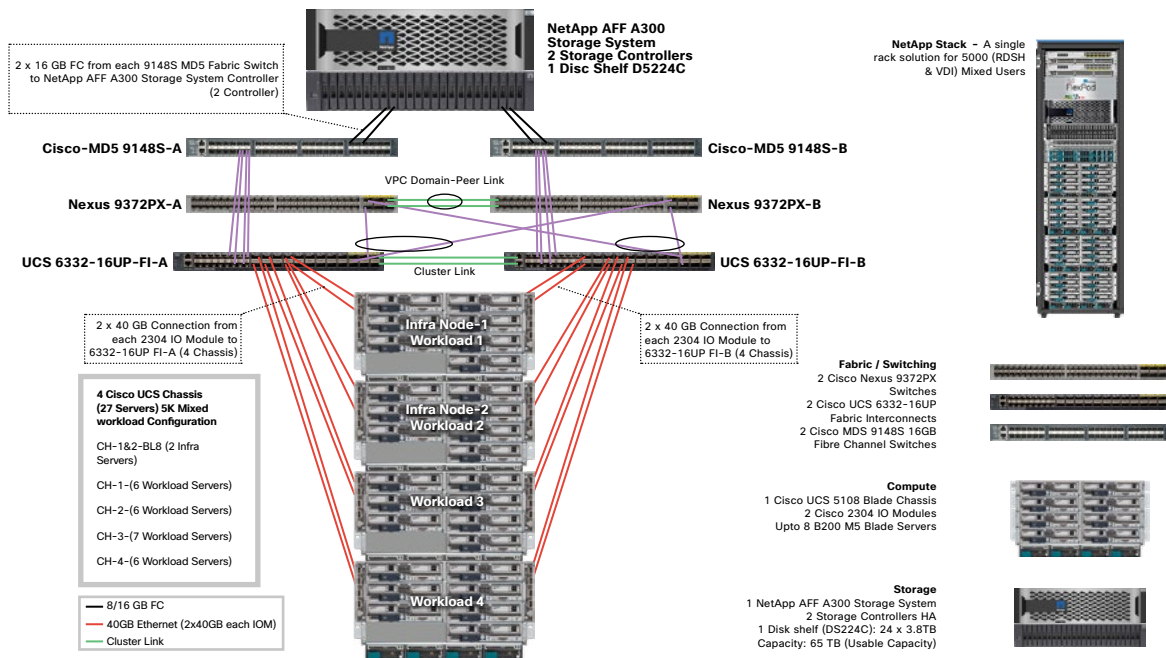 NetApp AFF A300
Storage System
2 Storage Controllers
1 Disc Shelf D5224C
2 x 16 GB FC from each 9148S MD5 Fabric Switch
to NetApp AFF A300 Storage System Controller
(2 Controller)
NetApp Stack - A single
rack solution for 5000 (RDSH
& VDI) Mixed Users
FlexPod
Cisco-MD5 9148S-A
Cisco-MD5 9148S-B
VPC Domain-Peer Link
Nexus 9372PX-A
Nexus 9372PX-B
UCS 6332-16UP-FI-A
UCS 6332-16UP-FI-B
Cluster Link
2 x 40 GB Connection from
each 2304 IO Module to
6332-16UP FI-A (4 Chassis)
2 x 40 GB Connection from
each 2304 IO Module to
6332-16UP FI-B (4 Chassis)
Infra Node-1
Workload 1
Infra Node-2
Workload 2
Workload 3
Workload 4
4 Cisco UCS Chassis
(27 Servers) 5K Mixed
workload Configuration
CH-1&2-BL8 (2 Infra
Servers)
CH-1-(6 Workload Servers)
CH-2-(6 Workload Servers)
CH-3-(7 Workload Servers)
CH-4-(6 Workload Servers)
8/16 GB FC
40GB Ethernet (2x40GB each IOM)
Cluster Link
Fabric / Switching
2 Cisco Nexus 9372PX
Switches
2 Cisco UCS 6332-16UP
Fabric Interconnects
2 Cisco MDS 9148S 16GB
Fibre Channel Switches
Compute
1 Cisco UCS 5108 Blade Chassis
2 Cisco 2304 IO Modules
Upto 8 B200 M5 Blade Servers
Storage
1 NetApp AFF A300 Storage System
2 Storage Controllers HA
1 Disk shelf (DS224C): 24 x 3.8TB
Capacity: 65 TB (Usable Capacity)